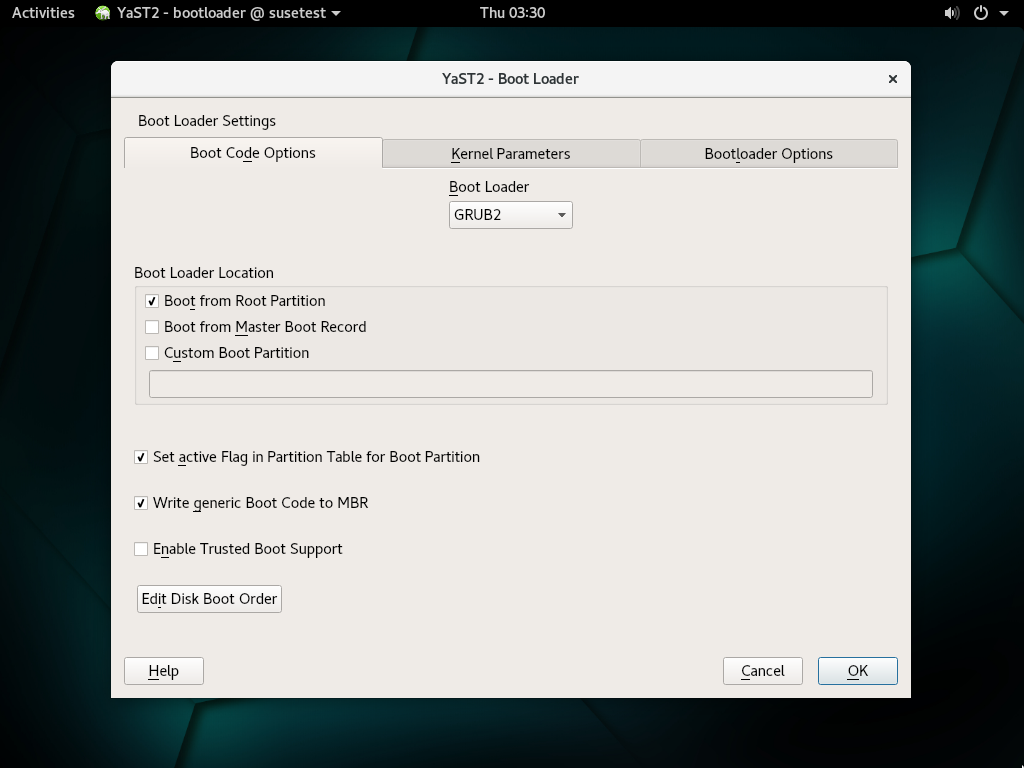 Activities YaST2 - bootloader @ susetest Thu 03:30
YaST2 - Boot Loader ×
Boot Loader Settings
Boot Code Options Kernel Parameters Bootloader Options
Boot Loader
GRUB2
Boot Loader Location
Boot from Root Partition
Boot from Master Boot Record
Custom Boot Partition
Set active Flag in Partition Table for Boot Partition
Write generic Boot Code to MBR
Enable Trusted Boot Support
Edit Disk Boot Order
Help Cancel OK